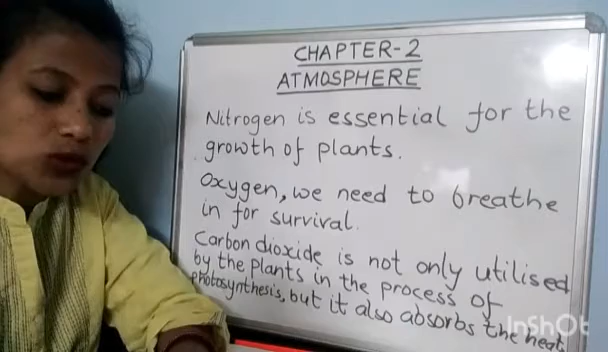 CHAPTER-2
ATMOSPHERE
Nitrogen is essential for the
growth of plants.
Oxygen, we need to breathe
in for survival.
Carbon dioxide is not only utilised
by the plants in the process of
photosynthesis, but it also absorbs the heat
InShOt